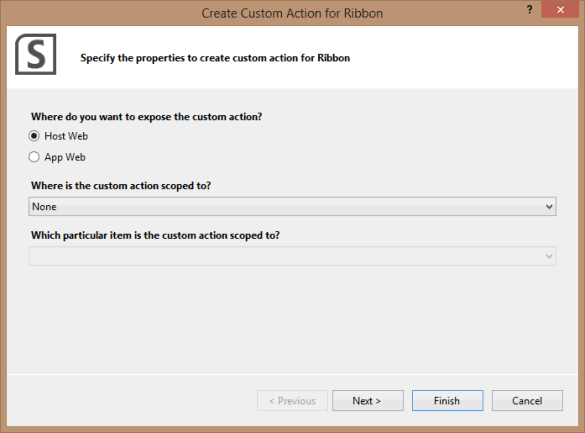 Create Custom Action for Ribbon
?
x
S
Specify the properties to create custom action for Ribbon
Where do you want to expose the custom action?
Host Web
App Web
Where is the custom action scoped to?
None
Which particular item is the custom action scoped to?
< Previous
Next >
Finish
Cancel